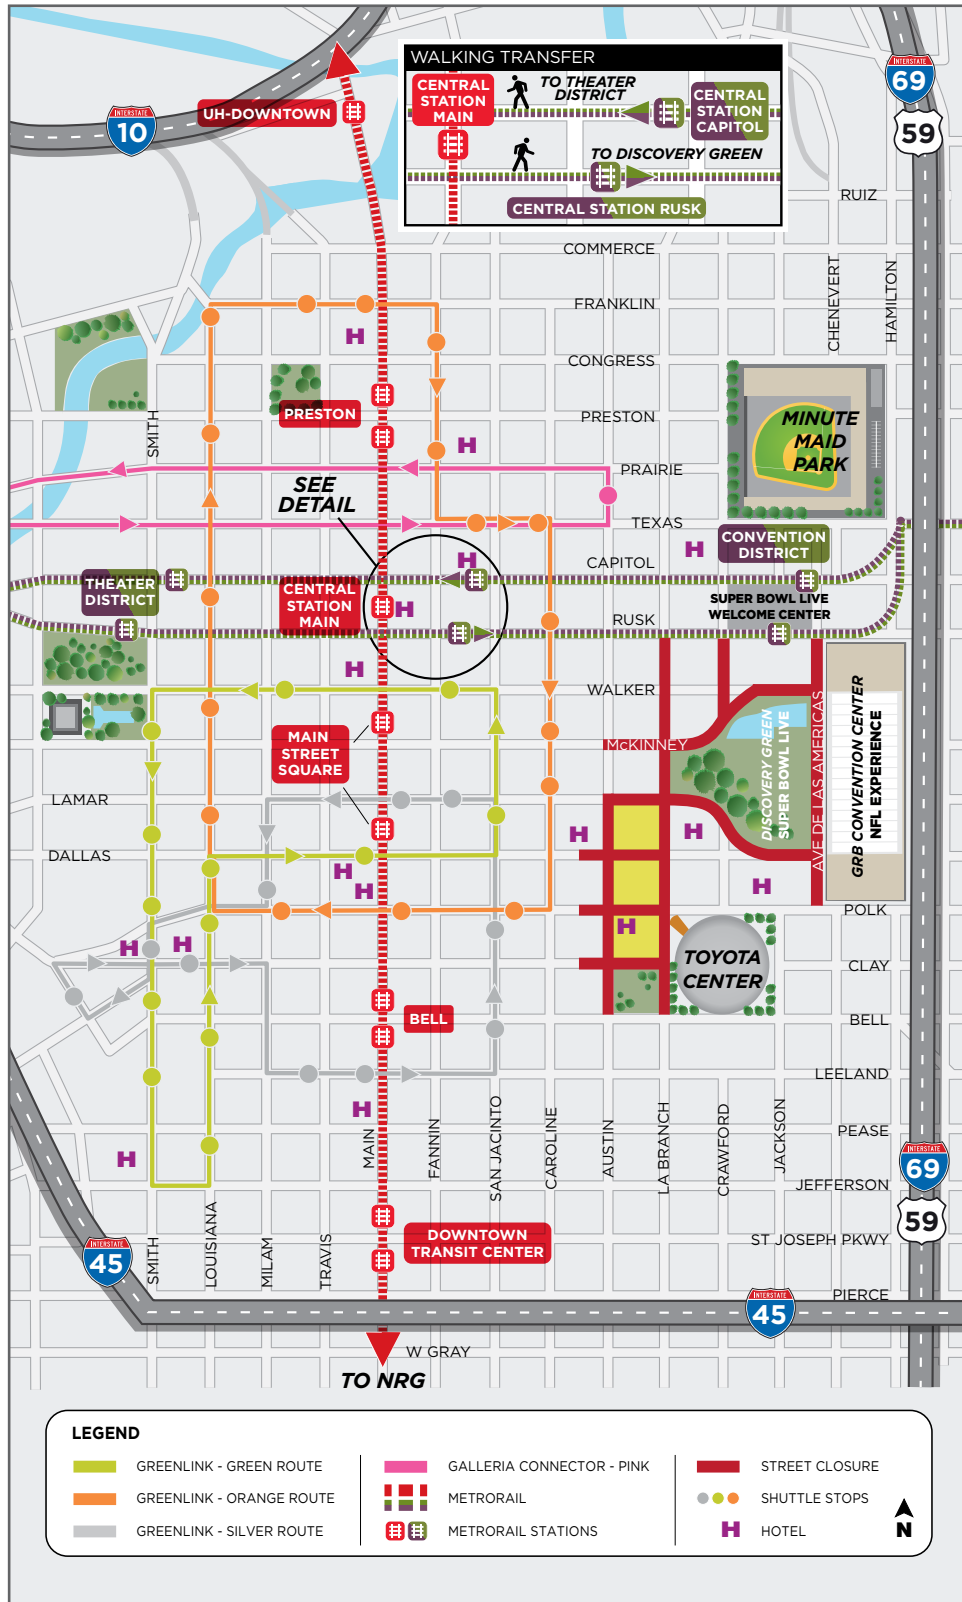 WALKING TRANSFER
CENTRAL
STATION
MAIN
TO THEATER
DISTRICT
CENTRAL
STATION
CAPITOL
TO DISCOVERY GREEN
CENTRAL STATION RUSK
INTERSTATE
69
59
INTERSTATE
10
UH-DOWNTOWN
RUIZ
COMMERCE
CHENEVERT
HAMILTON
FRANKLIN
H
CONGRESS
PRESTON
PRESTON
SMITH
MINUTE
MAID
PARK
H
PRAIRIE
SEE
DETAIL
TEXAS
CONVENTION
DISTRICT
H
H
CAPITOL
THEATER
DISTRICT
CENTRAL
STATION
MAIN
H
SUPER BOWL LIVE
WELCOME CENTER
RUSK
H
WALKER
MAIN
STREET
SQUARE
McKINNEY
DISCOVERY GREEN
SUPER BOWL LIVE
AVE DE LAS AMERICAS
GRB CONVENTION CENTER
NFL EXPERIENCE
LAMAR
H
H
DALLAS
H
H
H
POLK
H
H
H
TOYOTA
CENTER
CLAY
BELL
BELL
LEELAND
H
MAIN
FANNIN
SAN JACINTO
CAROLINE
AUSTIN
LA BRANCH
CRAWFORD
JACKSON
PEASE
H
INTERSTATE
69
JEFFERSON
59
SMITH
LOUISIANA
MILAM
TRAVIS
DOWNTOWN
TRANSIT CENTER
ST JOSEPH PKWY
INTERSTATE
45
INTERSTATE
45
PIERCE
W GRAY
TO NRG
LEGEND
GREENLINK - GREEN ROUTE
GREENLINK - ORANGE ROUTE
GREENLINK - SILVER ROUTE
GALLERIA CONNECTOR - PINK
METRORAIL
METRORAIL STATIONS
STREET CLOSURE
SHUTTLE STOPS
H HOTEL
N